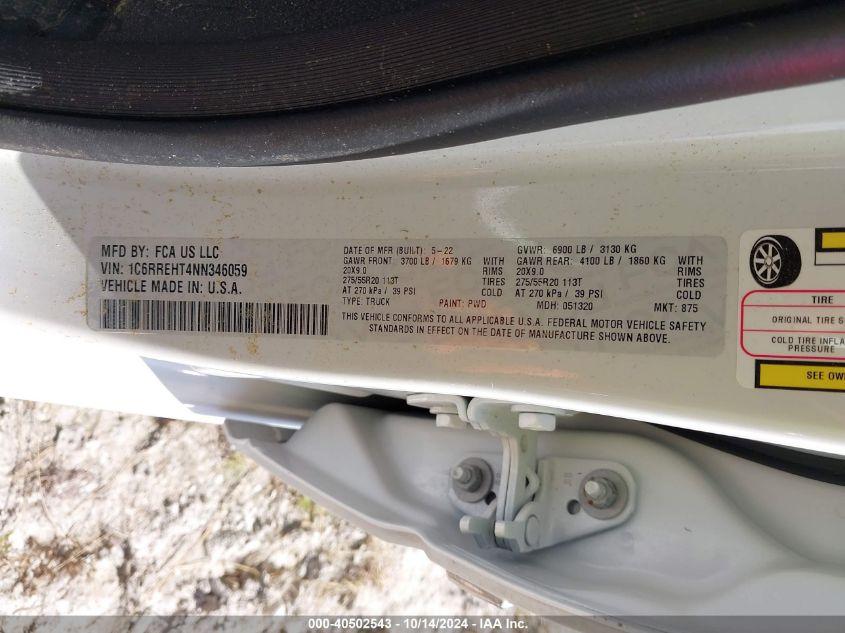 MFD BY: FCA US LLC
VIN: 1C6RREHT4NN346059
VEHICLE MADE IN: U.S.A.
DATE OF MFR (BUILT): 5-22
GAWR FRONT: 3700 LB / 1679 KG WITH
20X9.0 RIMS
275/55R20 113T TIRES
AT 270 kPa / 39 PSI COLD
TYPE: TRUCK PAINT: PWD
GVWR: 6900 LB / 3130 KG
GAWR REAR: 4100 LB / 1860 KG WITH
20X9.0 RIMS
275/55R20 113T TIRES
AT 270 kPa / 39 PSI COLD
MDH: 051320 MKT: 875
THIS VEHICLE CONFORMS TO ALL APPLICABLE U.S.A. FEDERAL MOTOR VEHICLE SAFETY
STANDARDS IN EFFECT ON THE DATE OF MANUFACTURE SHOWN ABOVE.
TIRE
ORIGINAL TIRE
COLD TIRE
PRESSURE
SEE
000-40502543 - 10/14/2024 - IAA Inc.